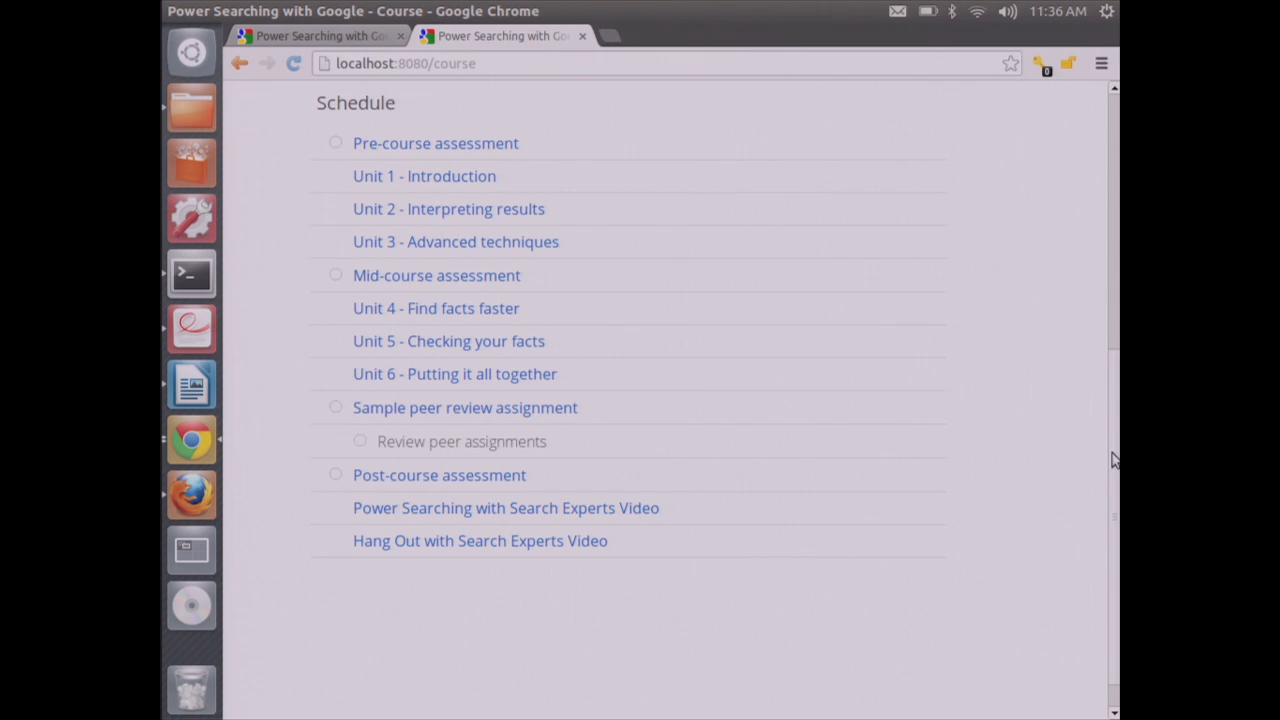 Power Searching with Google - Course - Google Chrome
11:36 AM
Power Searching with Go
Power Searching with Go
localhost:8080/course
0
Schedule
Pre-course assessment
Unit 1 - Introduction
Unit 2 - Interpreting results
Unit 3 - Advanced techniques
Mid-course assessment
Unit 4 - Find facts faster
Unit 5 - Checking your facts
Unit 6 - Putting it all together
Sample peer review assignment
Review peer assignments
Post-course assessment
Power Searching with Search Experts Video
Hang Out with Search Experts Video